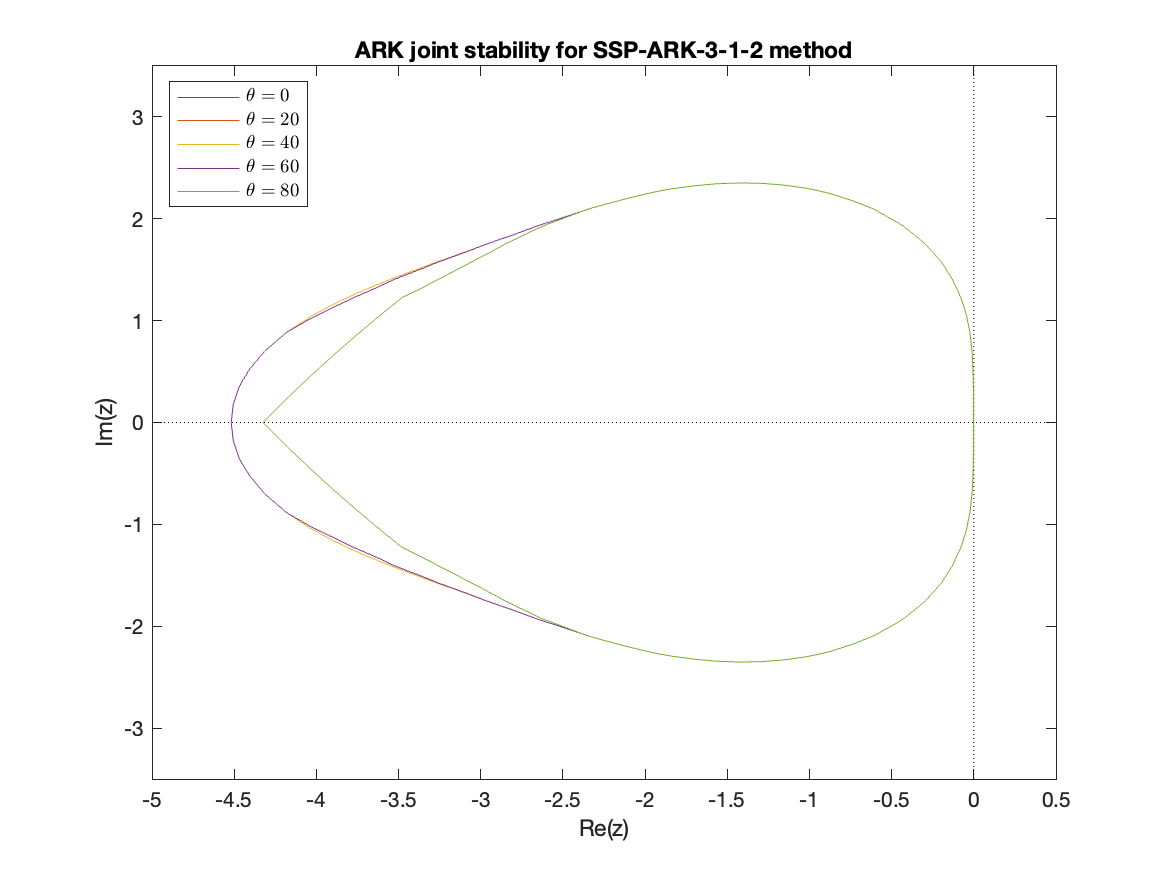 ARK joint stability for SSP-ARK-3-1-2 method
θ = 0
θ = 20
θ = 40
θ = 60
θ = 80
3
2
1
0
-1
-2
-3
Im(z)
-5 -4.5 -4 -3.5 -3 -2.5 -2 -1.5 -1 -0.5 0 0.5
Re(z)